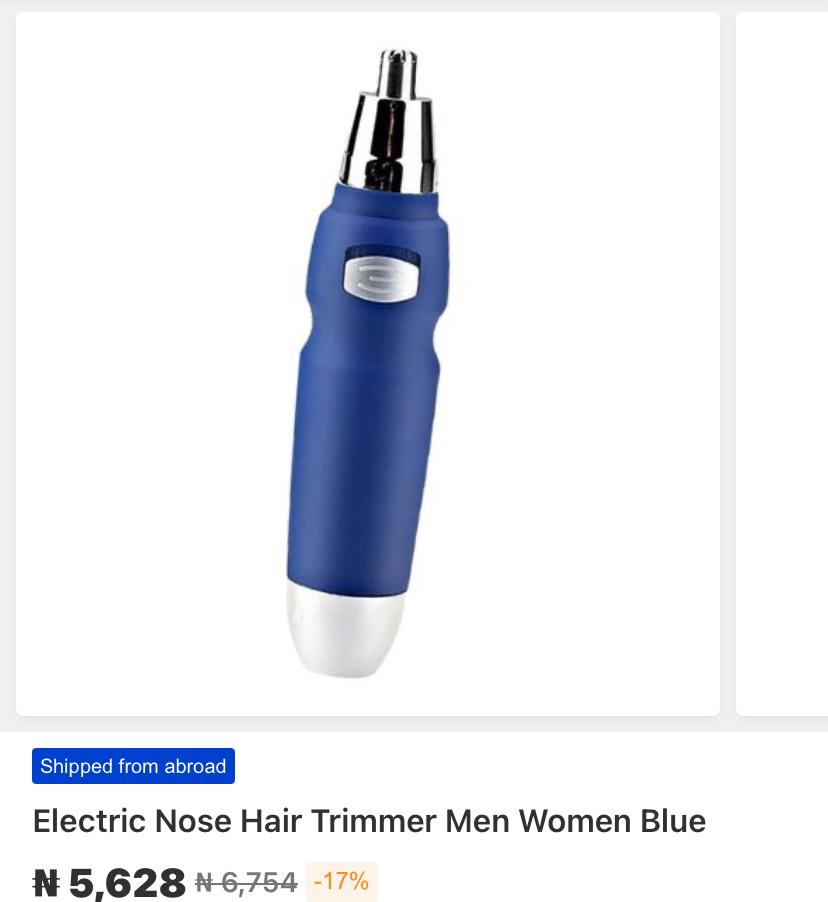 Shipped from abroad
Electric Nose Hair Trimmer Men Women Blue
₦ 5,628 ₦ 6,754 -17%